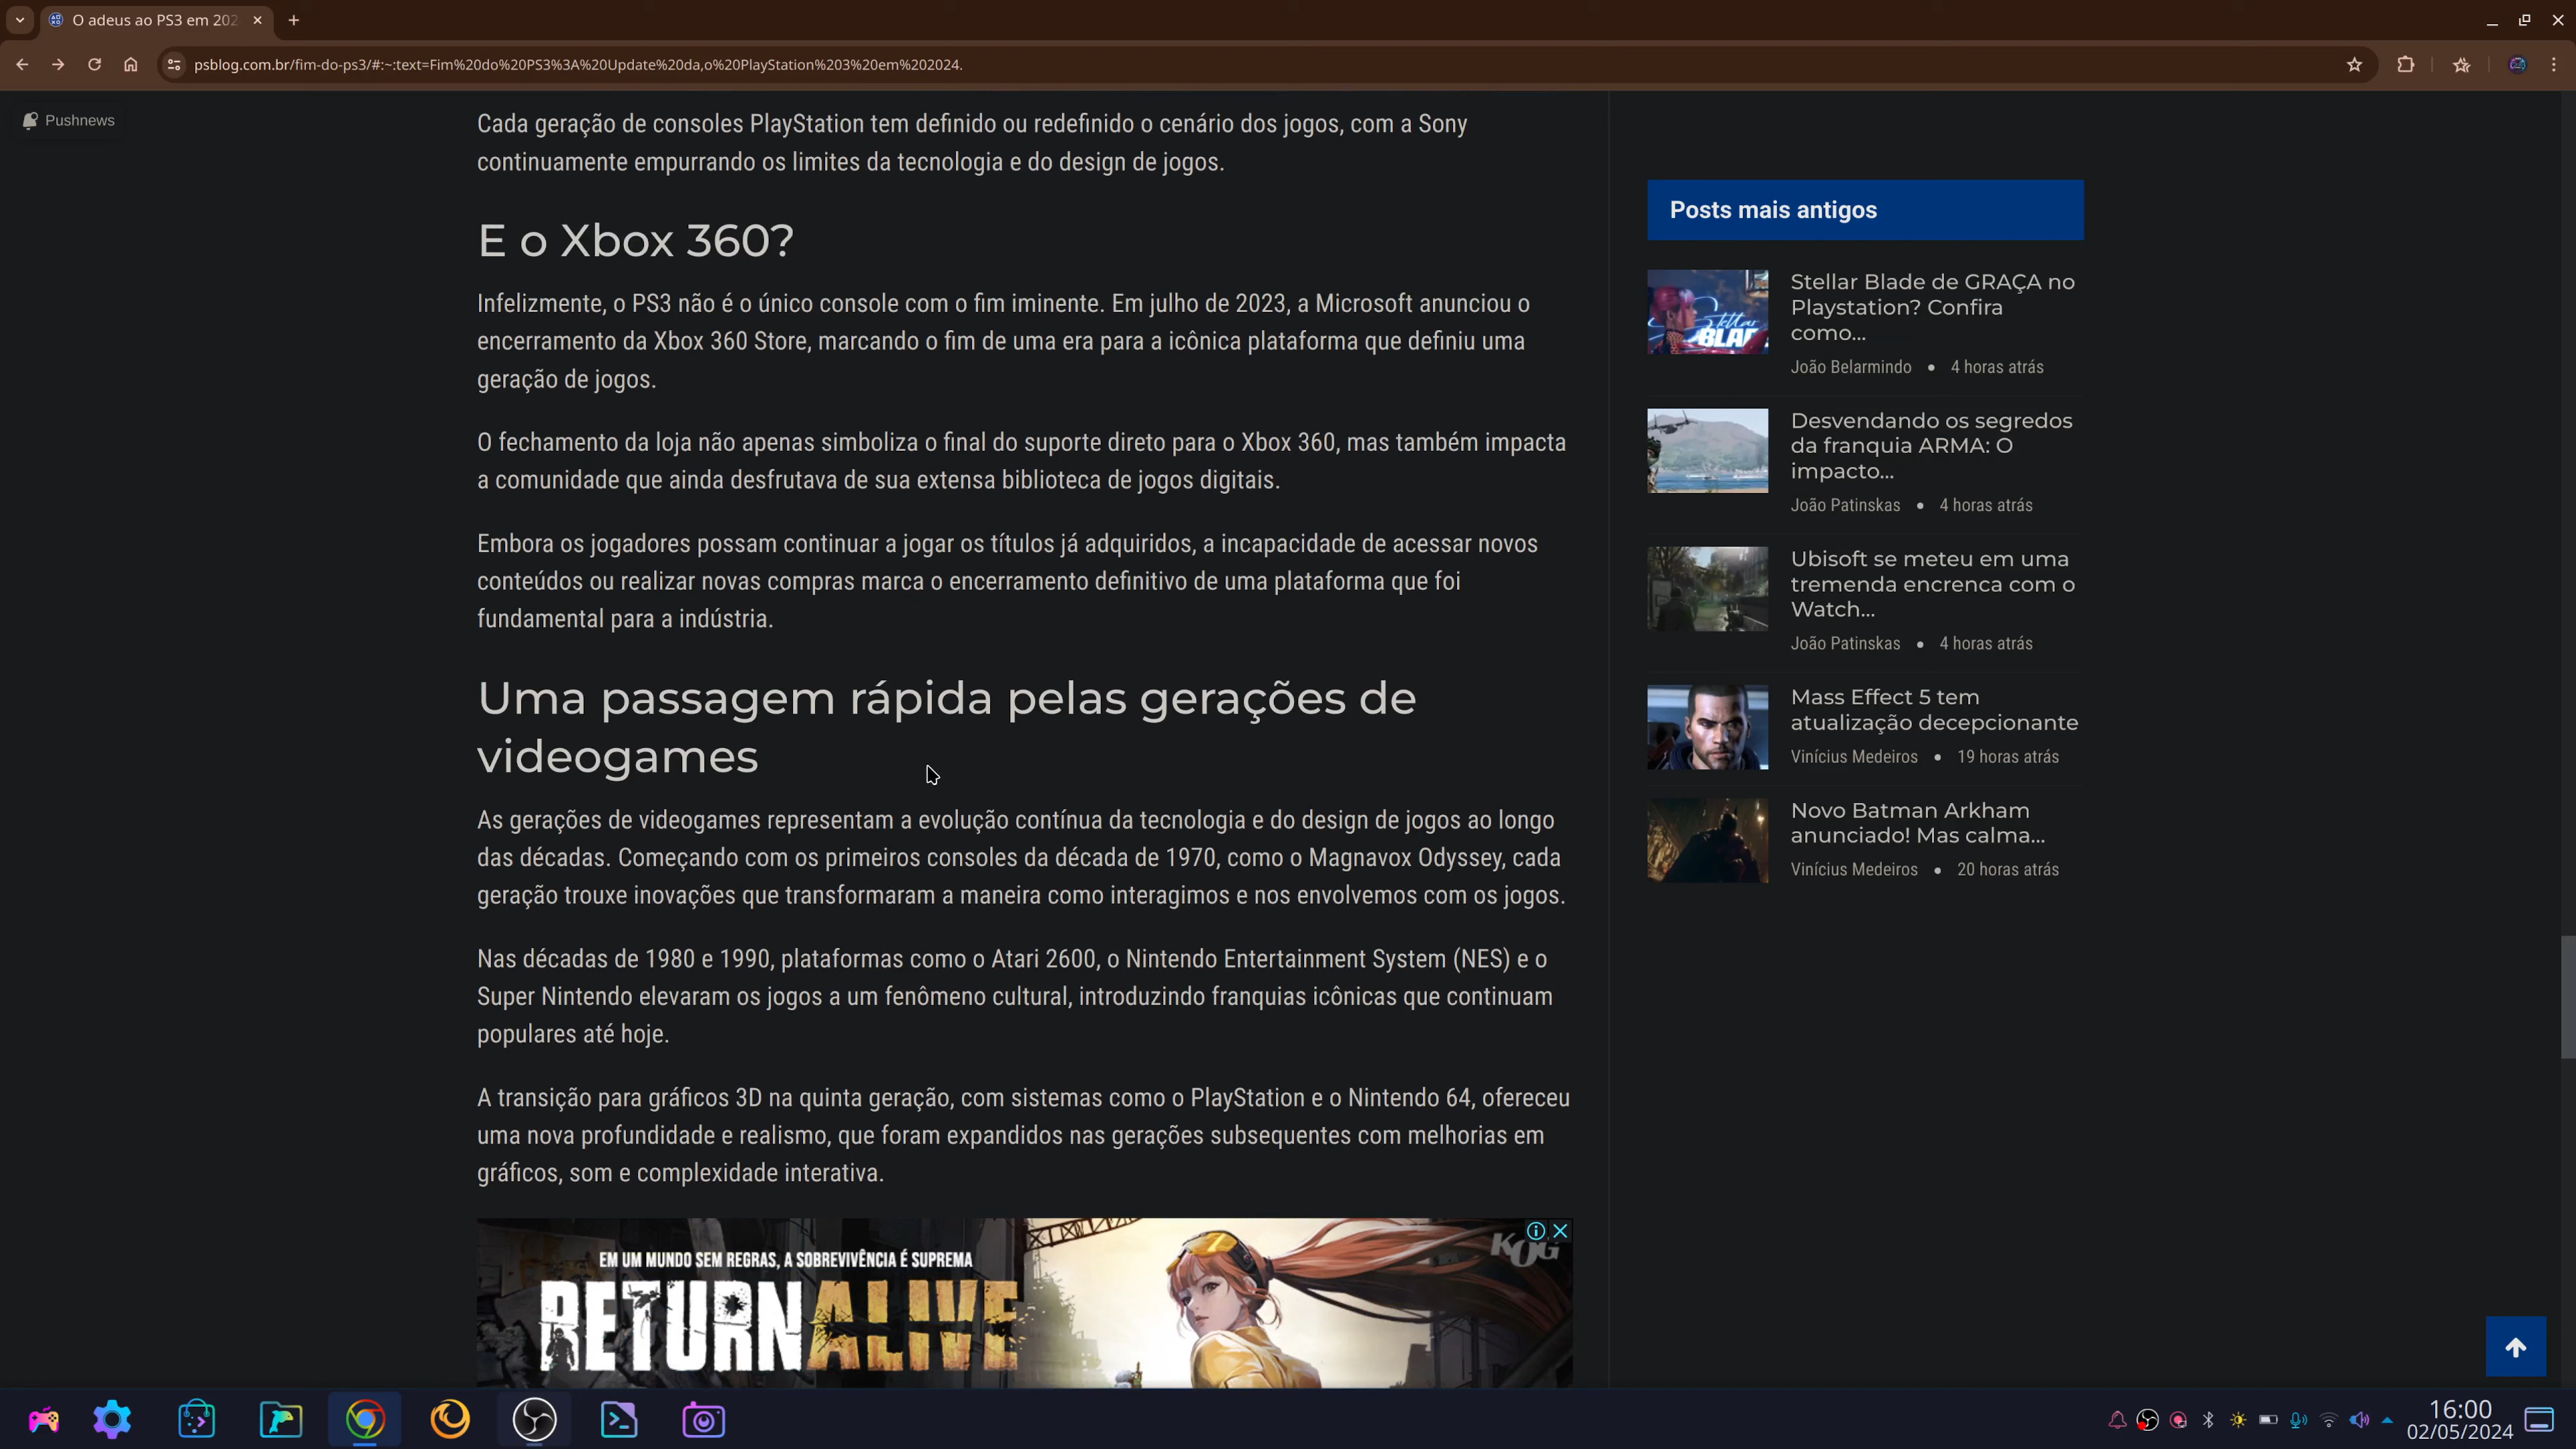 O adeus ao PS3 em 202
psblog.com.br/fim-do-ps3/#:~:text=Fim%20do%20PS3%3A%20Update%20da,o%20PlayStation%203%20em%202024.
Pushnews
Cada geração de consoles PlayStation tem definido ou redefinido o cenário dos jogos, com a Sony
continuamente empurrando os limites da tecnologia e do design de jogos.
E o Xbox 360?
Infelizmente, o PS3 não é o único console com o fim iminente. Em julho de 2023, a Microsoft anunciou o
encerramento da Xbox 360 Store, marcando o fim de uma era para a icônica plataforma que definiu uma
geração de jogos.
O fechamento da loja não apenas simboliza o final do suporte direto para o Xbox 360, mas também impacta
a comunidade que ainda desfrutava de sua extensa biblioteca de jogos digitais.
Embora os jogadores possam continuar a jogar os títulos já adquiridos, a incapacidade de acessar novos
conteúdos ou realizar novas compras marca o encerramento definitivo de uma plataforma que foi
fundamental para a indústria.
Uma passagem rápida pelas gerações de
videogames
As gerações de videogames representam a evolução contínua da tecnologia e do design de jogos ao longo
das décadas. Começando com os primeiros consoles da década de 1970, como o Magnavox Odyssey, cada
geração trouxe inovações que transformaram a maneira como interagimos e nos envolvemos com os jogos.
Nas décadas de 1980 e 1990, plataformas como o Atari 2600, o Nintendo Entertainment System (NES) e o
Super Nintendo elevaram os jogos a um fenômeno cultural, introduzindo franquias icônicas que continuam
populares até hoje.
A transição para gráficos 3D na quinta geração, com sistemas como o PlayStation e o Nintendo 64, ofereceu
uma nova profundidade e realismo, que foram expandidos nas gerações subsequentes com melhorias em
gráficos, som e complexidade interativa.
EM UM MUNDO SEM REGRAS, A SOBREVIVÊNCIA É SUPREMA
RETURN ALIVE
KOG
Posts mais antigos
Stellar BLAD
Stellar Blade de GRAÇA no
Playstation? Confira
como...
João Belarmindo • 4 horas atrás
Desvendando os segredos
da franquia ARMA: O
impacto...
João Patinskas • 4 horas atrás
Ubisoft se meteu em uma
tremenda encrenca com o
Watch...
João Patinskas • 4 horas atrás
Mass Effect 5 tem
atualização decepcionante
Vinícius Medeiros • 19 horas atrás
Novo Batman Arkham
anunciado! Mas calma...
Vinícius Medeiros • 20 horas atrás
16:00
02/05/2024